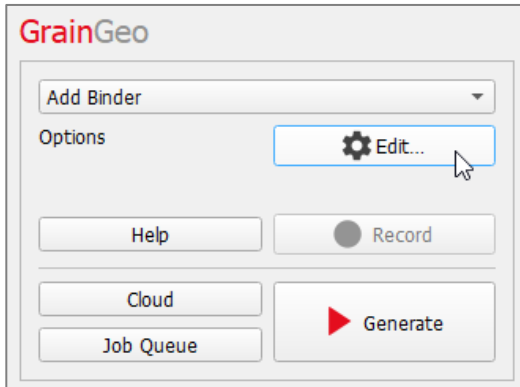 GrainGeo
Add Binder
Options
Edit...
Help
Record
Cloud
Generate
Job Queue